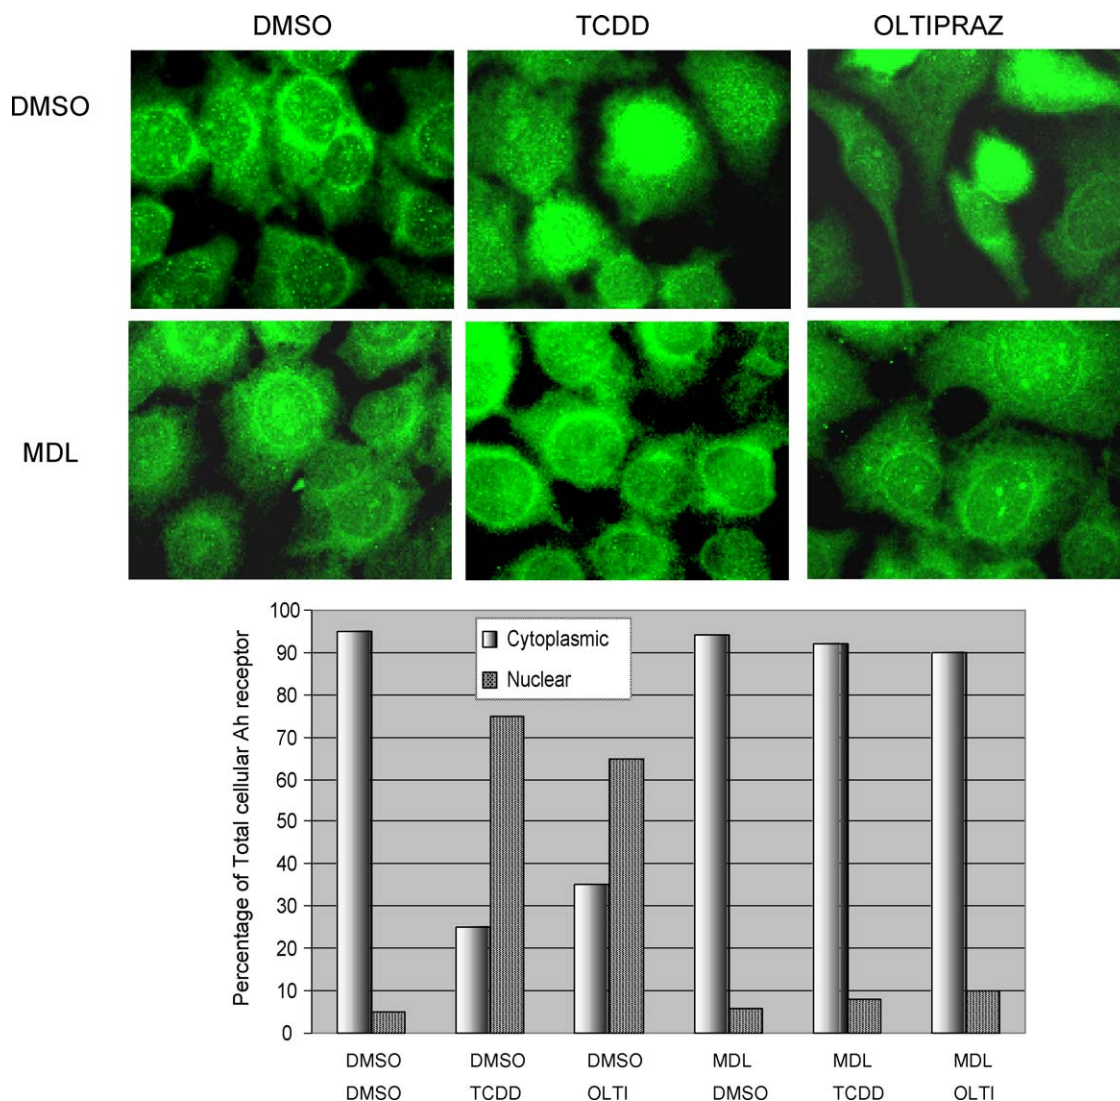 DMSO TCDD OLTIPRAZ
DMSO
MDL
Percentage of Total cellular Ah receptor
100
90
80
70
60
50
40
30
20
10
0
Cytoplasmic
Nuclear
DMSO DMSO DMSO MDL MDL MDL
DMSO TCDD OLTI DMSO TCDD OLTI